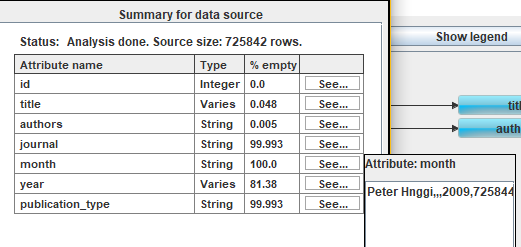 Summary for data source
Status: Analysis done. Source size: 725842 rows.
Attribute name Type % empty
id Integer 0.0 See...
title Varies 0.048 See...
authors String 0.005 See...
journal String 99.993 See...
month String 100.0 See...
year Varies 81.38 See...
publication_type String 99.993 See...
Show legend
titl
auth
Attribute: month
Peter Hnggi,,,2009,725844